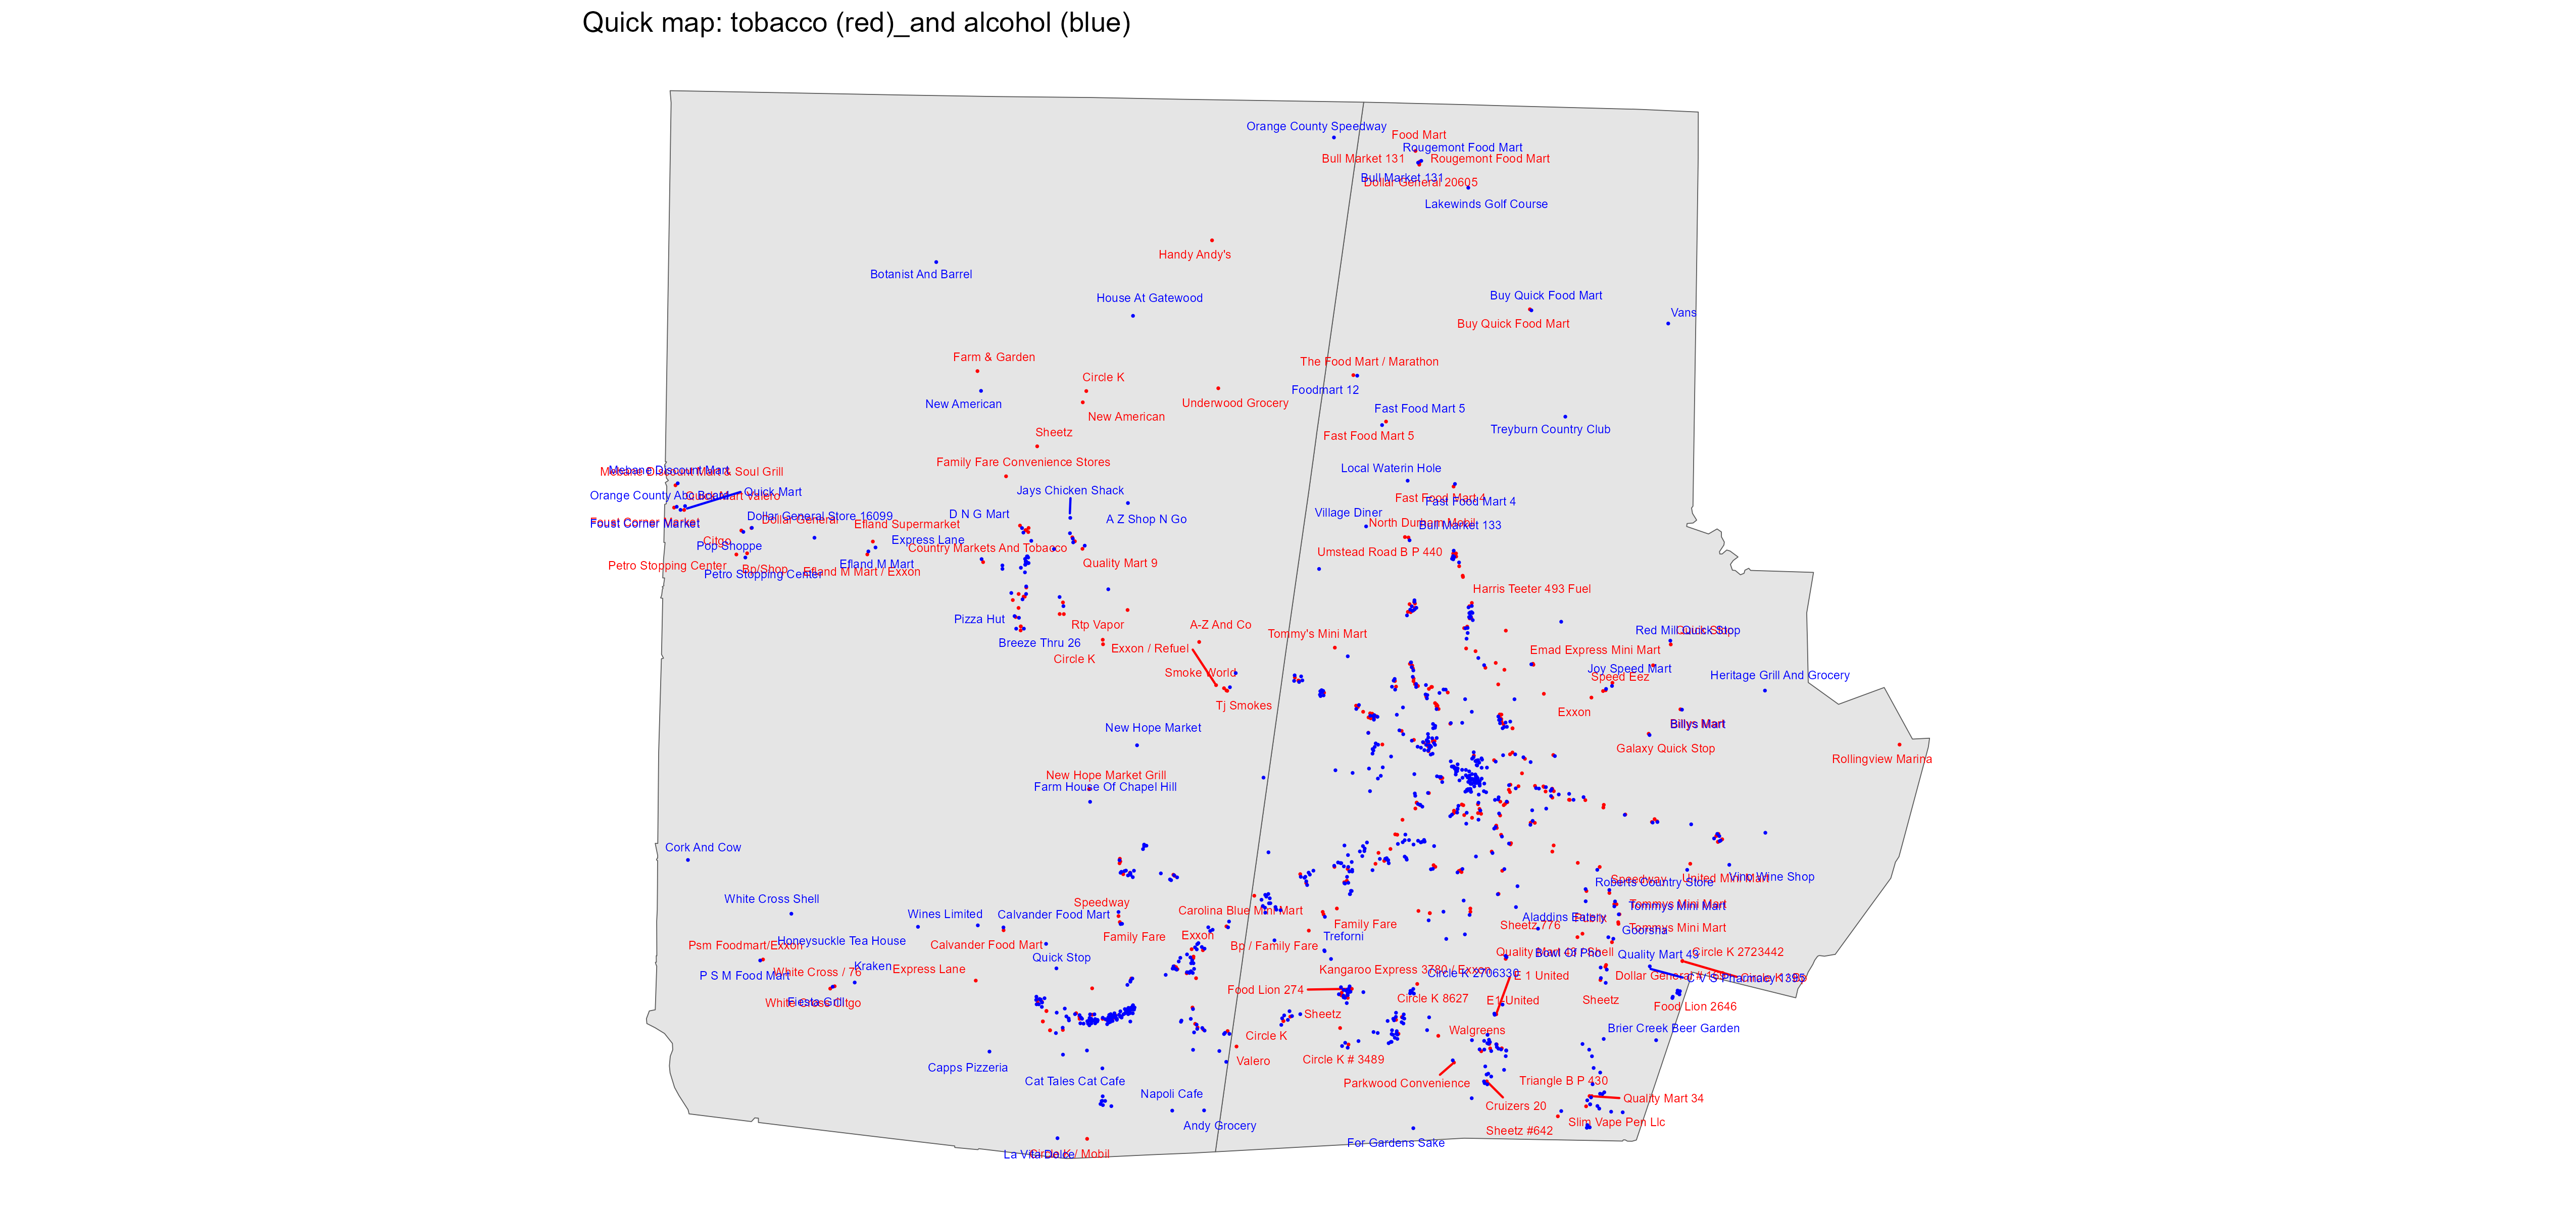 Quick map: tobacco (red)_and alcohol (blue)
Orange County Speedway
Food Mart
Rougemont Food Mart
Bull Market 131
Rougemont Food Mart
Bull Market 131
Dollar General 20605
Lakewinds Golf Course
Handy Andy's
Botanist And Barrel
House At Gatewood
Buy Quick Food Mart
Vans
Buy Quick Food Mart
Farm & Garden
The Food Mart / Marathon
Circle K
Foodmart 12
New American
Underwood Grocery
Fast Food Mart 5
New American
Treyburn Country Club
Sheetz
Fast Food Mart 5
Family Fare Convenience Stores
Local Waterin Hole
Mebane Discount Mart
Mebane Discount Mart & Soul Grill
Jays Chicken Shack
Quick Mart
Orange County Abc Board
Quick Mart Valero
Fast Food Mart 4
Fast Food Mart 4
D N G Mart
Village Diner
Dollar General Store 16099
Dollar General
A Z Shop N Go
Foust Corner Market
Foust Corner Market
Efland Supermarket
North Durham Mobil
Bull Market 133
Citgo
Pop Shoppe
Express Lane
Country Markets And Tobacco
Umstead Road B P 440
Petro Stopping Center
Bp/Shop
Petro Stopping Center
Efland M Mart
Efland M Mart / Exxon
Quality Mart 9
Harris Teeter 493 Fuel
Pizza Hut
Rtp Vapor
A-Z And Co
Tommy's Mini Mart
Red Mill Quick Stop
Breeze Thru 26
Exxon / Refuel
Emad Express Mini Mart
Circle K
Smoke World
Joy Speed Mart
Speed Eez
Heritage Grill And Grocery
Tj Smokes
Exxon
New Hope Market
Billys Mart
Galaxy Quick Stop
Rollingview Marina
New Hope Market Grill
Farm House Of Chapel Hill
Cork And Cow
Speedway
Roberts Country Store
United Mini Mart
Vino Wine Shop
White Cross Shell
Speedway
Tommys Mini Mart
Tommys Mini Mart
Wines Limited
Calvander Food Mart
Carolina Blue Mini Mart
Family Fare
Aladdins Eatery
Sheetz 776
Tommys Mini Mart
Goorsha
Honeysuckle Tea House
Family Fare
Exxon
Treforni
Psm Foodmart/Exxon
Calvander Food Mart
Bp / Family Fare
Quick Stop
Bowl Of Pho
Quality Mart 43
Circle K 2723442
Kraken
Express Lane
Kangaroo Express 3780 / Exxon
Circle K 2706330
P S M Food Mart
White Cross / 76
E 1 United
C V S Pharmacy 1393
Food Lion 274
Circle K 8627
E1 United
Sheetz
Food Lion 2646
White Cross Citgo
Fiesta Grill
Sheetz
Walgreens
Brier Creek Beer Garden
Circle K
Circle K # 3489
Valero
Capps Pizzeria
Cat Tales Cat Cafe
Parkwood Convenience
Triangle B P 430
Napoli Cafe
Cruizers 20
Quality Mart 34
Andy Grocery
Slim Vape Pen Llc
Sheetz #642
For Gardens Sake
La Vita Dolce
Circle K / Mobil